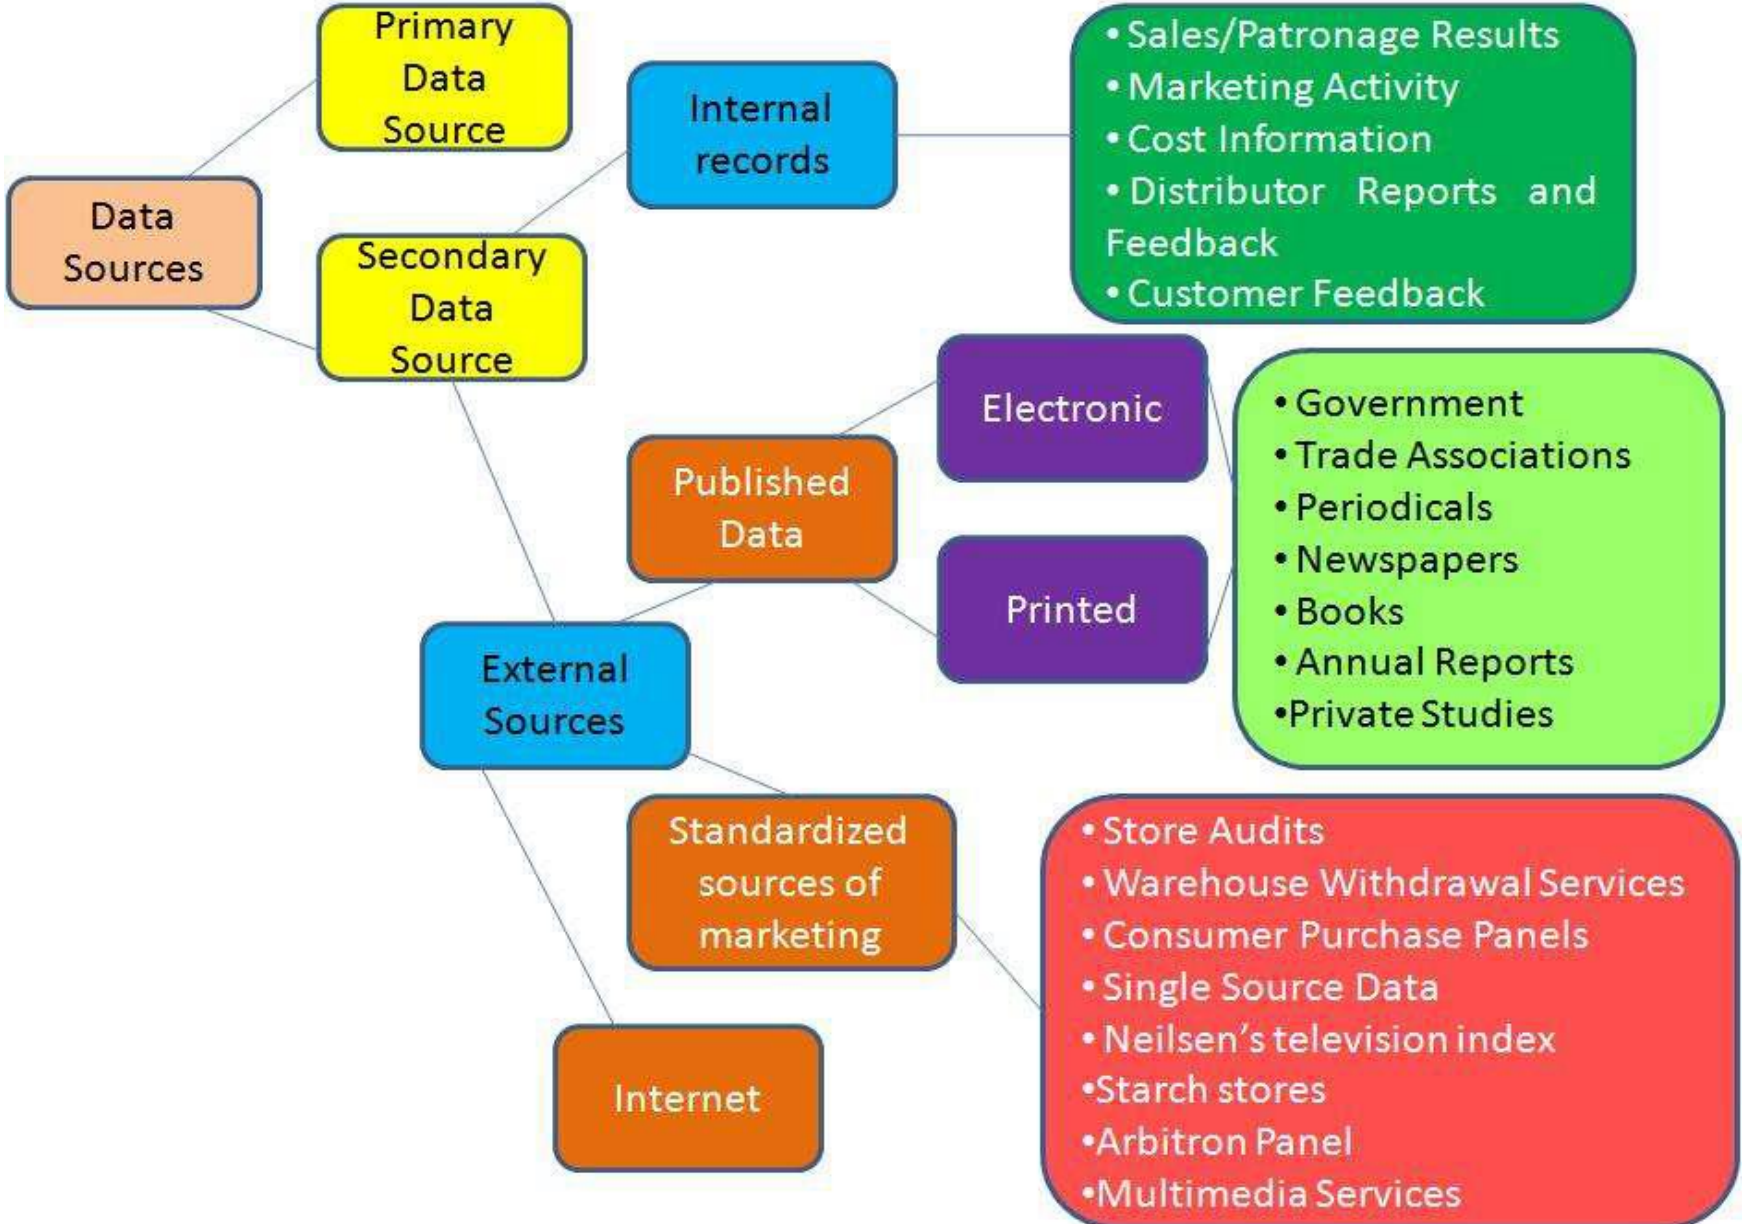 Primary
Data
Source
Data
Sources
Secondary
Data
Source
Internal
records
• Sales/Patronage Results
• Marketing Activity
• Cost Information
• Distributor Reports and
Feedback
• Customer Feedback
Electronic
Published
Data
Printed
• Government
• Trade Associations
• Periodicals
• Newspapers
• Books
• Annual Reports
•Private Studies
External
Sources
Standardized
sources of
marketing
• Store Audits
• Warehouse Withdrawal Services
• Consumer Purchase Panels
• Single Source Data
• Neilsen’s television index
•Starch stores
•Arbitron Panel
•Multimedia Services
Internet